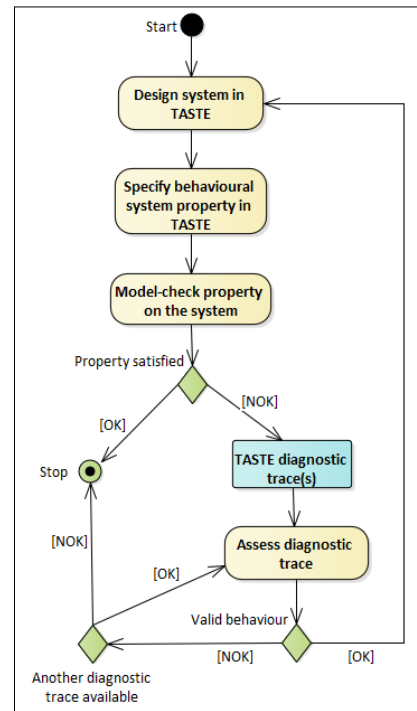 Start
Design system in
TASTE
Specify behavioural
system property in
TASTE
Model-check property
on the system
Property satisfied
[OK]
[NOK]
Stop
TASTE diagnostic
trace(s)
[NOK]
[OK]
Assess diagnostic
trace
Valid behaviour
[NOK]
[OK]
Another diagnostic
trace available